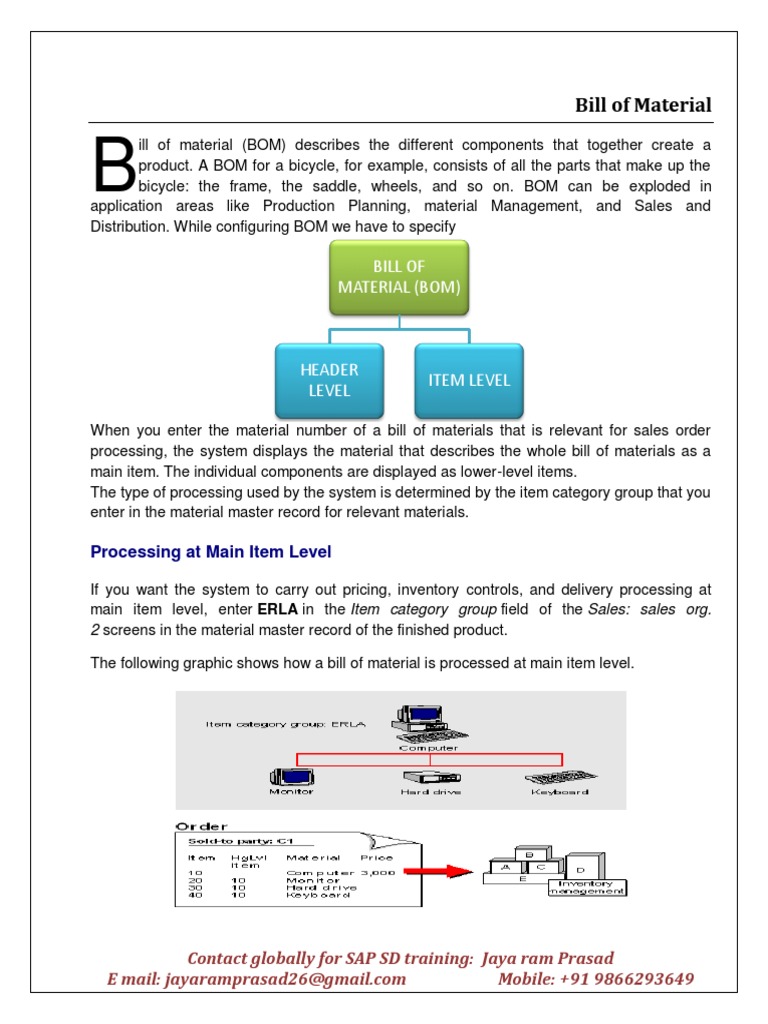 Bill of Material
Bill of material (BOM) describes the different components that together create a
product. A BOM for a bicycle, for example, consists of all the parts that make up the
bicycle: the frame, the saddle, wheels, and so on. BOM can be exploded in
application areas like Production Planning, material Management, and Sales and
Distribution. While configuring BOM we have to specify
BILL OF
MATERIAL (BOM)
HEADER
LEVEL
ITEM LEVEL
When you enter the material number of a bill of materials that is relevant for sales order
processing, the system displays the material that describes the whole bill of materials as a
main item. The individual components are displayed as lower-level items.
The type of processing used by the system is determined by the item category group that you
enter in the material master record for relevant materials.
Processing at Main Item Level
If you want the system to carry out pricing, inventory controls, and delivery processing at
main item level, enter ERLA in the Item category group field of the Sales: sales org.
2 screens in the material master record of the finished product.
The following graphic shows how a bill of material is processed at main item level.
Item category group: ERLA
Computer
Monitor Hard drive Keyboard
Order
Sold-to party: C1
Item HgLvl Material Price
item
10 Computer 3,000
20 10 Monitor
30 10 Hard drive
40 10 Keyboard
B
A C D
E
Inventory
management
Contact globally for SAP SD training: Jaya ram Prasad
E mail: jayaramprasad26@gmail.com Mobile: +91 9866293649